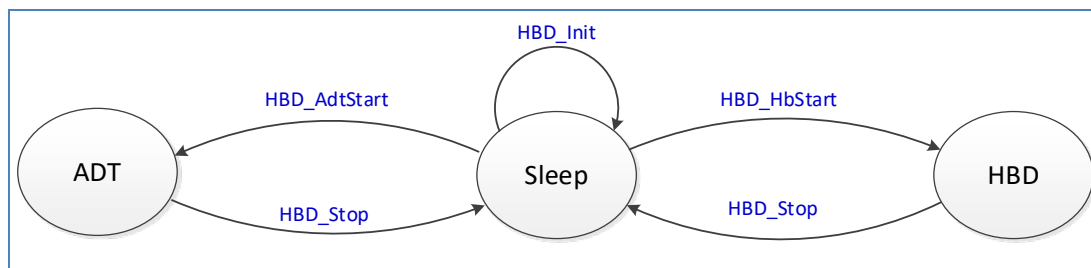 HBD_Init
HBD_AdtStart
HBD_HbStart
ADT
Sleep
HBD
HBD_Stop
HBD_Stop